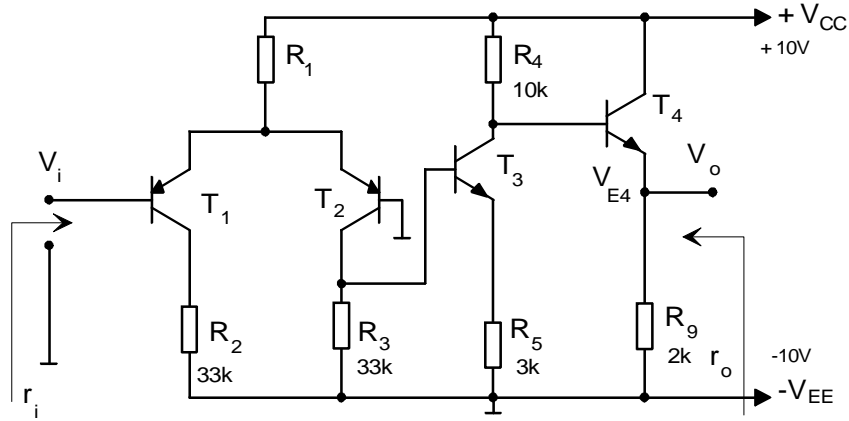 + V_CC
+ 10V
R_1
R_4
10k
T_4
V_i
T_1
T_2
T_3
V_E4
V_o
R_2
33k
R_3
33k
R_5
3k
R_9
2k
r_i
r_o
-10V
-V_EE